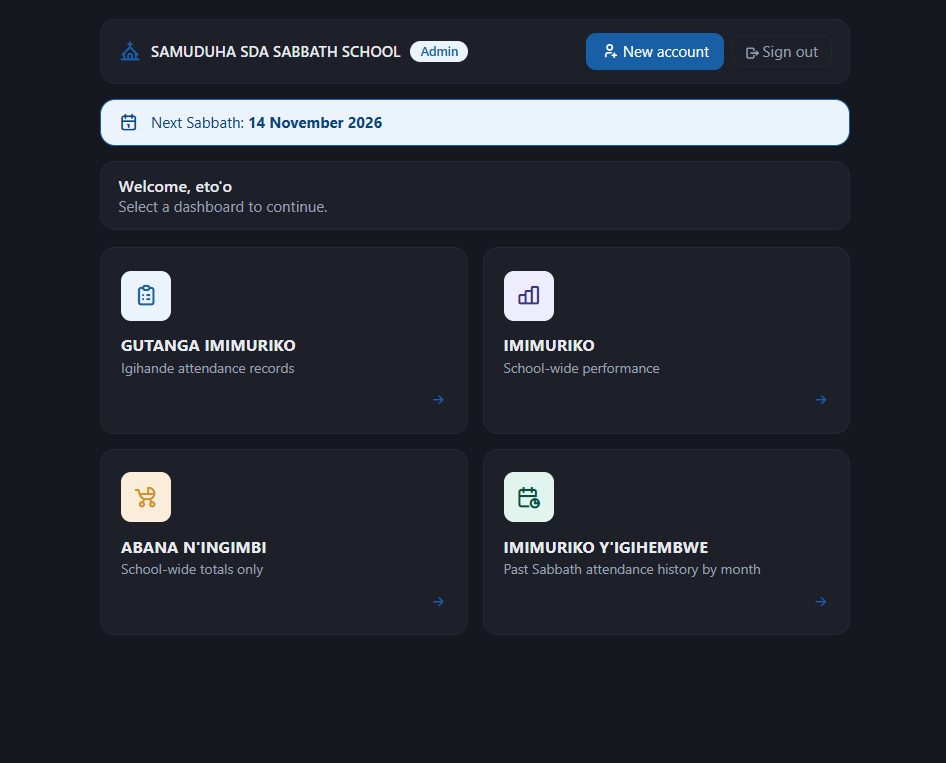 SAMUDUHA SDA SABBATH SCHOOL Admin New account Sign out
Next Sabbath: 14 November 2026
Welcome, eto'o
Select a dashboard to continue.
GUTANGA IMIMURIKO
Igihande attendance records
IMIMURIKO
School-wide performance
ABANA N'INGIMBI
School-wide totals only
IMIMURIKO Y'IGIHEMBWE
Past Sabbath attendance history by month